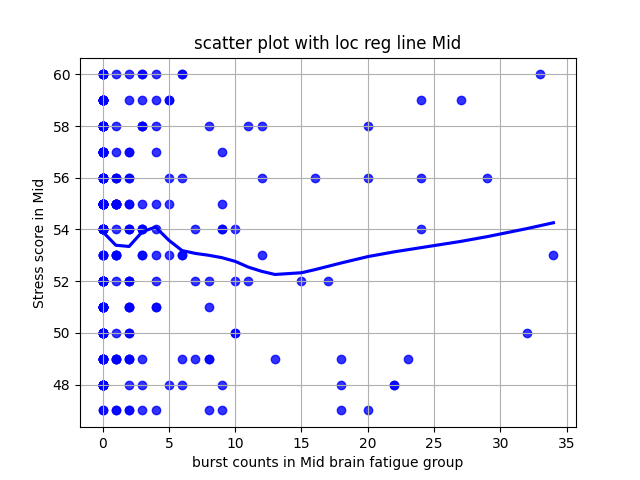 scatter plot with loc reg line Mid
60
58
56
54
52
50
48
Stress score in Mid
0 5 10 15 20 25 30 35
burst counts in Mid brain fatigue group